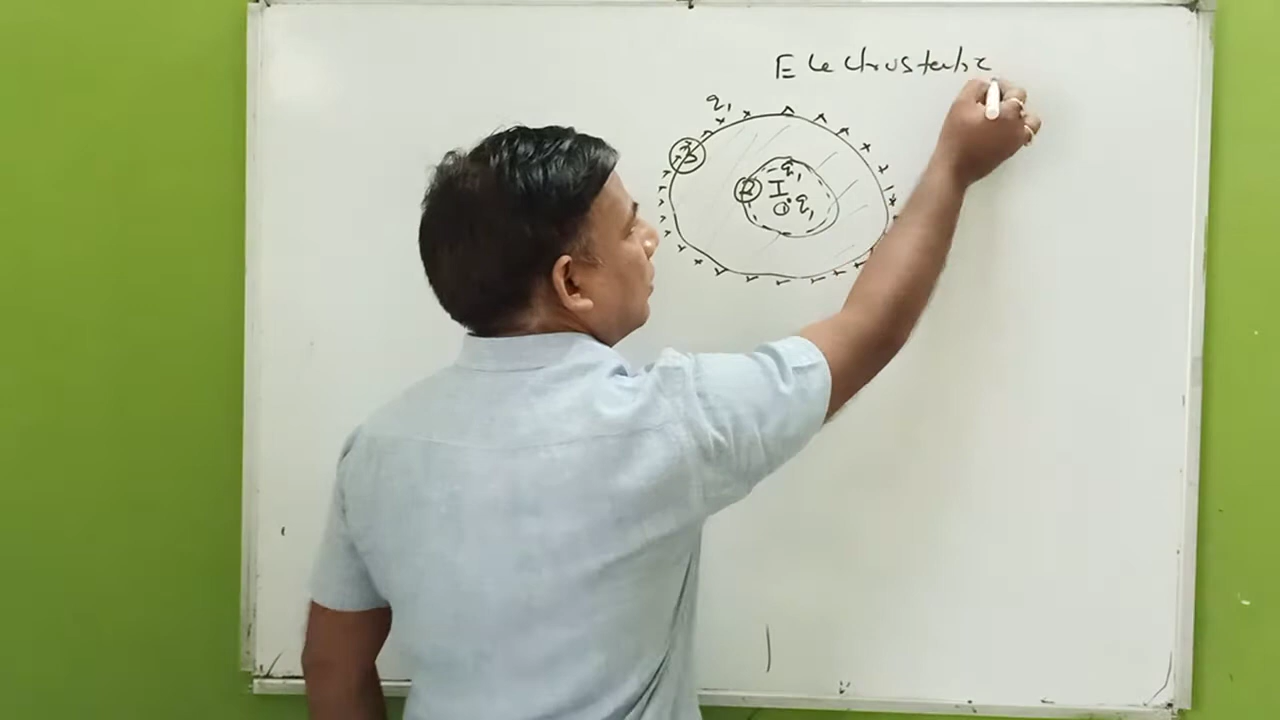 Electrostatic
q₁
3
q₁
2
I
1 q₁